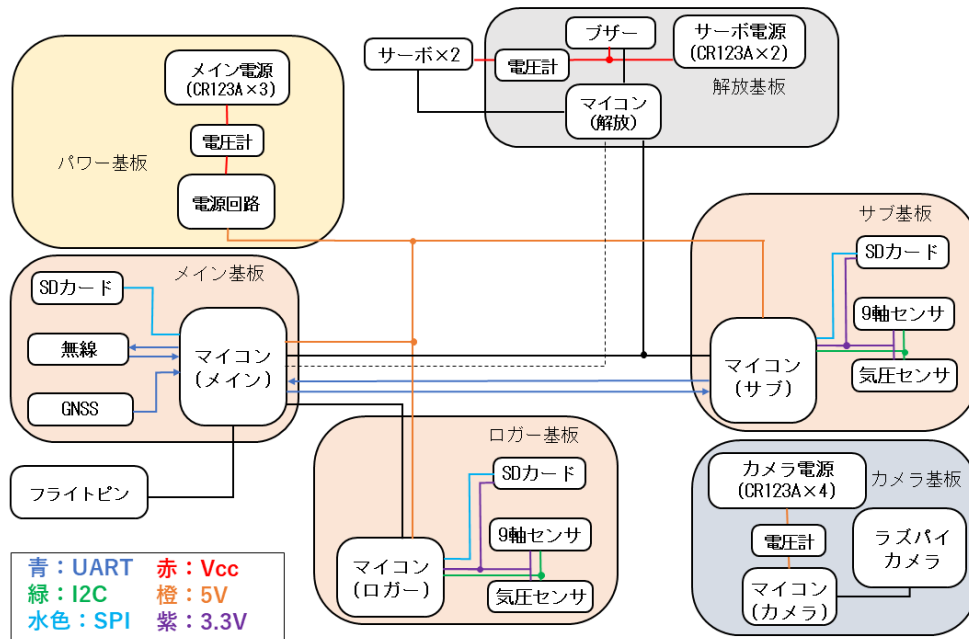 メイン電源
(CR123A×3)
電圧計
電源回路
パワー基板
サーボ×2
電圧計
ブザー
サーボ電源
(CR123A×2)
マイコン
(解放)
解放基板
メイン基板
SDカード
無線
GNSS
マイコン
(メイン)
フライトピン
サブ基板
SDカード
9軸センサ
気圧センサ
マイコン
(サブ)
ロガー基板
SDカード
9軸センサ
気圧センサ
マイコン
(ロガー)
カメラ電源
(CR123A×4)
カメラ基板
電圧計
マイコン
(カメラ)
ラズパイ
カメラ
青：UART 赤：Vcc
緑：I2C 橙：5V
水色：SPI 紫：3.3V